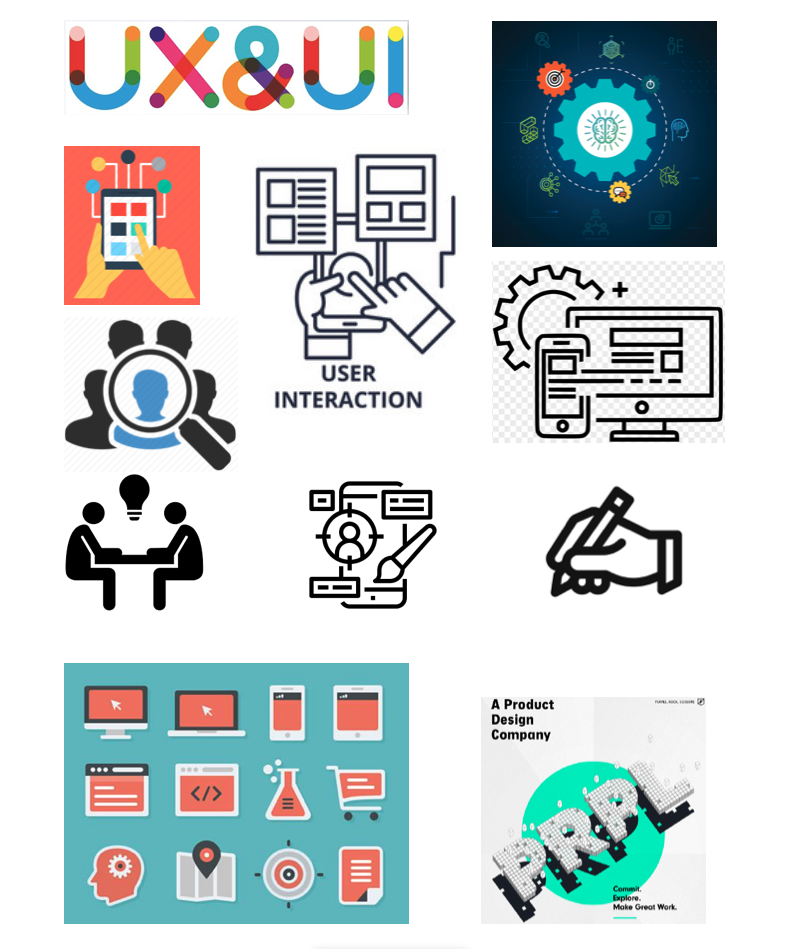 UX&UI
USER
INTERACTION
</>
A Product
Design
Company
PRPL
Commit.
Explore.
Make Great Work.